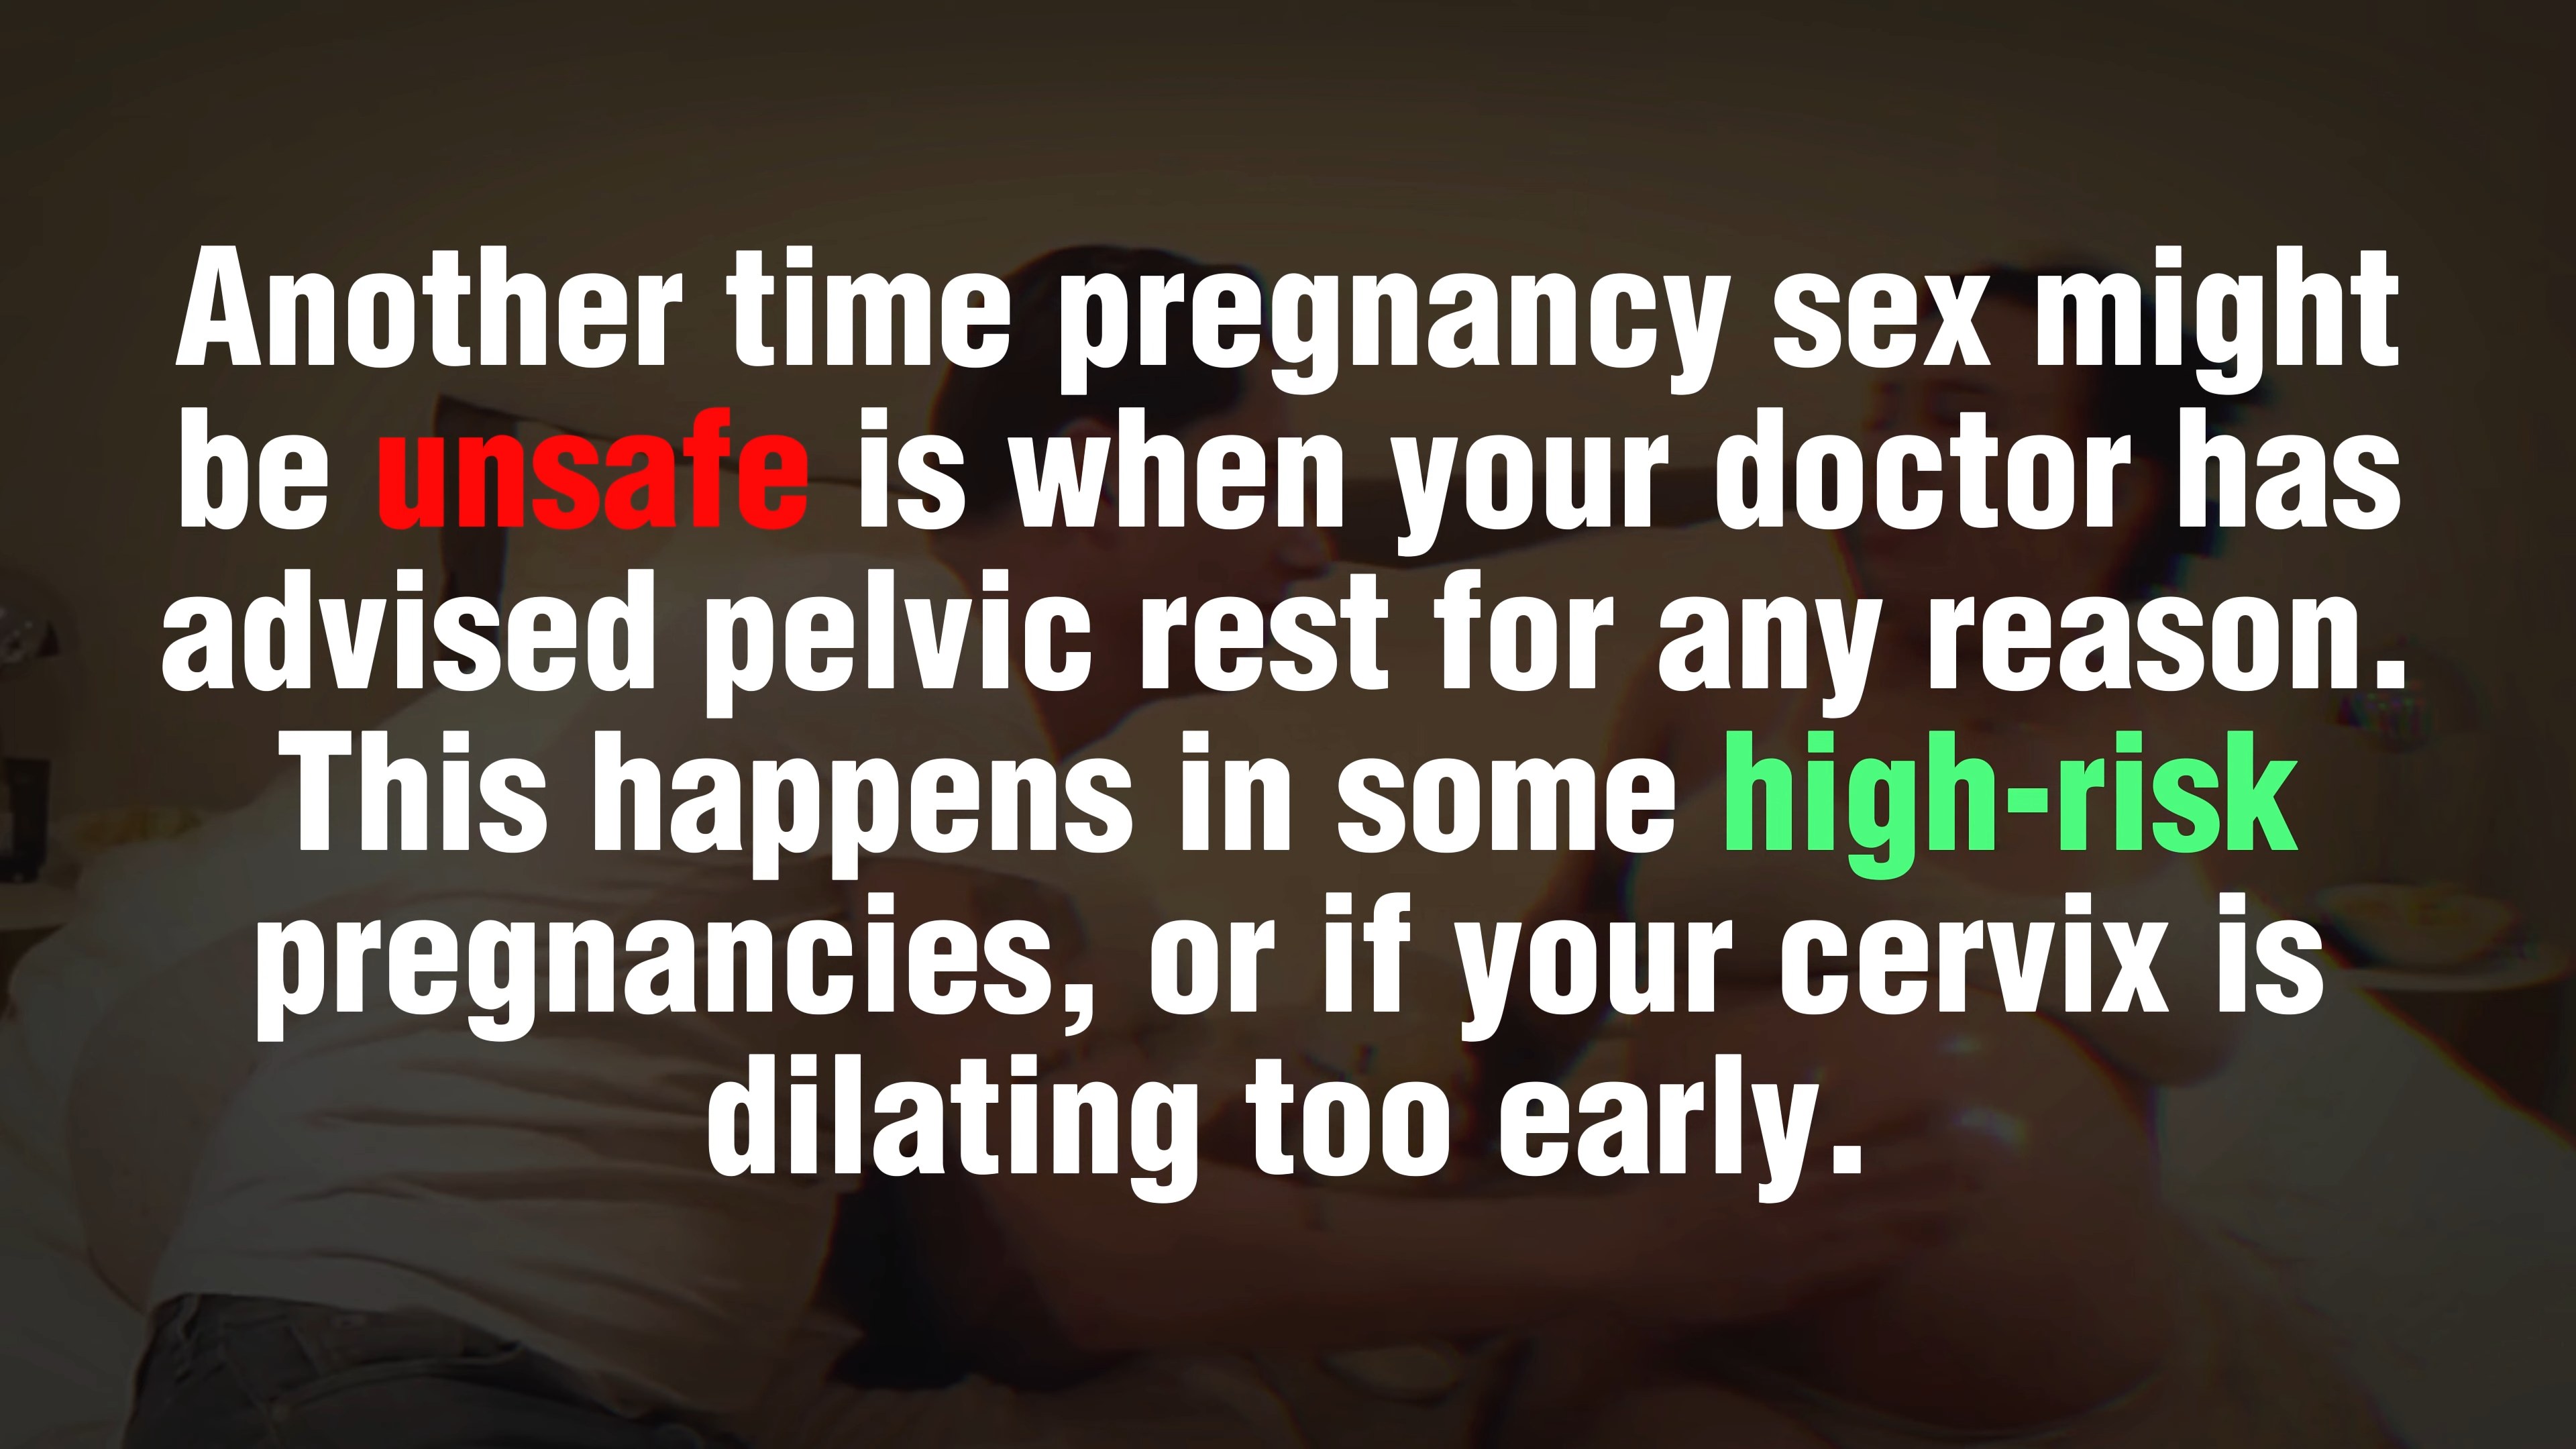 Another time pregnancy sex might
be unsafe is when your doctor has
advised pelvic rest for any reason.
This happens in some high-risk
pregnancies, or if your cervix is
dilating too early.